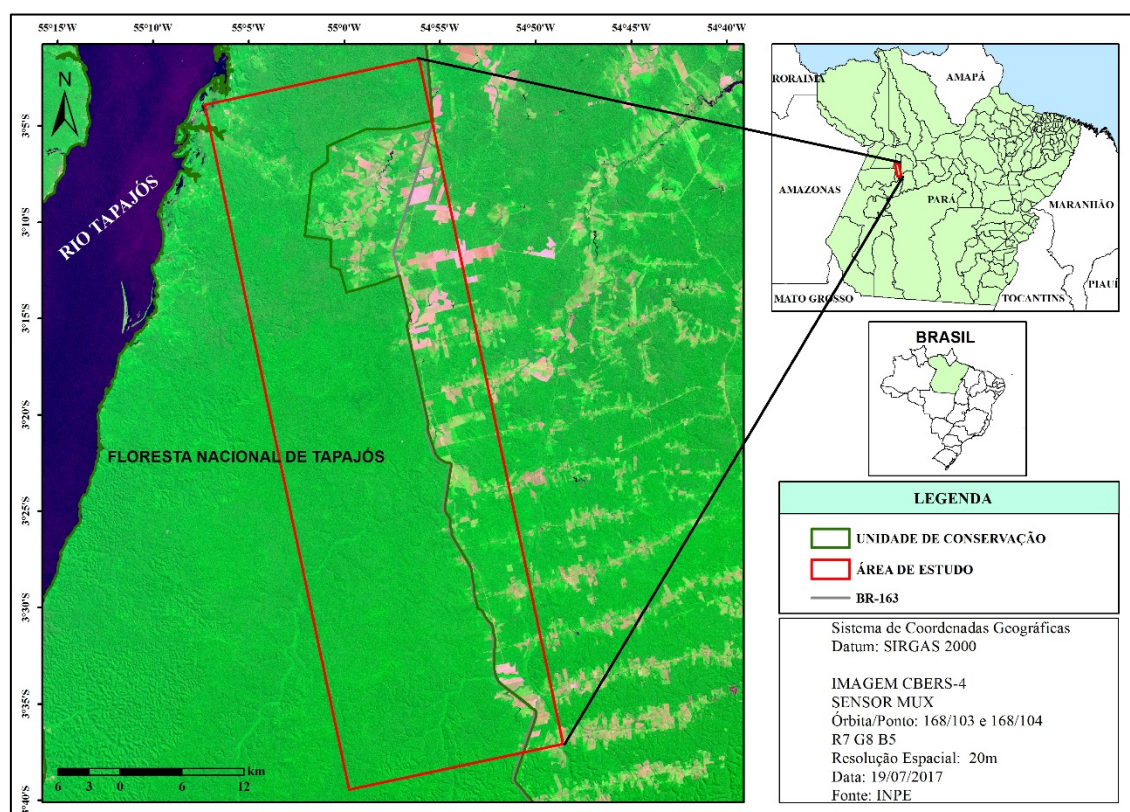 55°15'W
55°10'W
55°0'W
54°55'W
54°50'W
54°45'W
54°40'W
3°5'S
3°10'S
3°15'S
3°20'S
3°25'S
3°30'S
3°35'S
3°40'S
N
RIO TAPAJÓS
FLORESTA NACIONAL DE TAPAJÓS
6 3 0 6 12
km
RORAIMA
AMAPÁ
AMAZONAS
PARÁ
MARANHÃO
MATO GROSSO
TOCANTINS
PIAUÍ
BRASIL
LEGENDA
UNIDADE DE CONSERVAÇÃO
ÁREA DE ESTUDO
BR-163
Sistema de Coordenadas Geográficas
Datum: SIRGAS 2000
IMAGEM CBERS-4
SENSOR MUX
Órbita/Ponto: 168/103 e 168/104
R7 G8 B5
Resolução Espacial: 20m
Data: 19/07/2017
Fonte: INPE